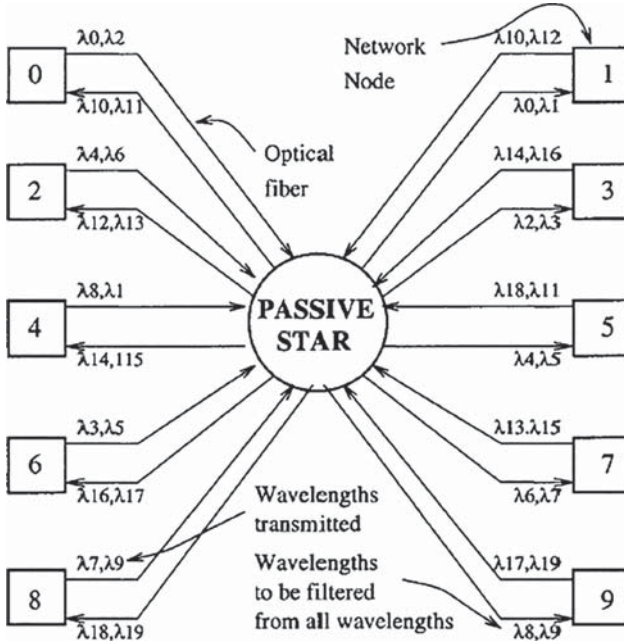 λ0,λ2
0
λ10,λ11
λ10,λ12
1
λ0,λ1
Network
Node
Optical
fiber
λ4,λ6
2
λ12,λ13
λ14,λ16
3
λ2,λ3
λ8,λ1
4
λ14,115
PASSIVE
STAR
λ18,λ11
5
λ4,λ5
λ3,λ5
6
λ16,λ17
λ13.λ15
7
λ6,λ7
Wavelengths
transmitted
λ7,λ9
8
λ18,λ19
Wavelengths
to be filtered
from all wavelengths
λ17,λ19
9
λ8,λ9